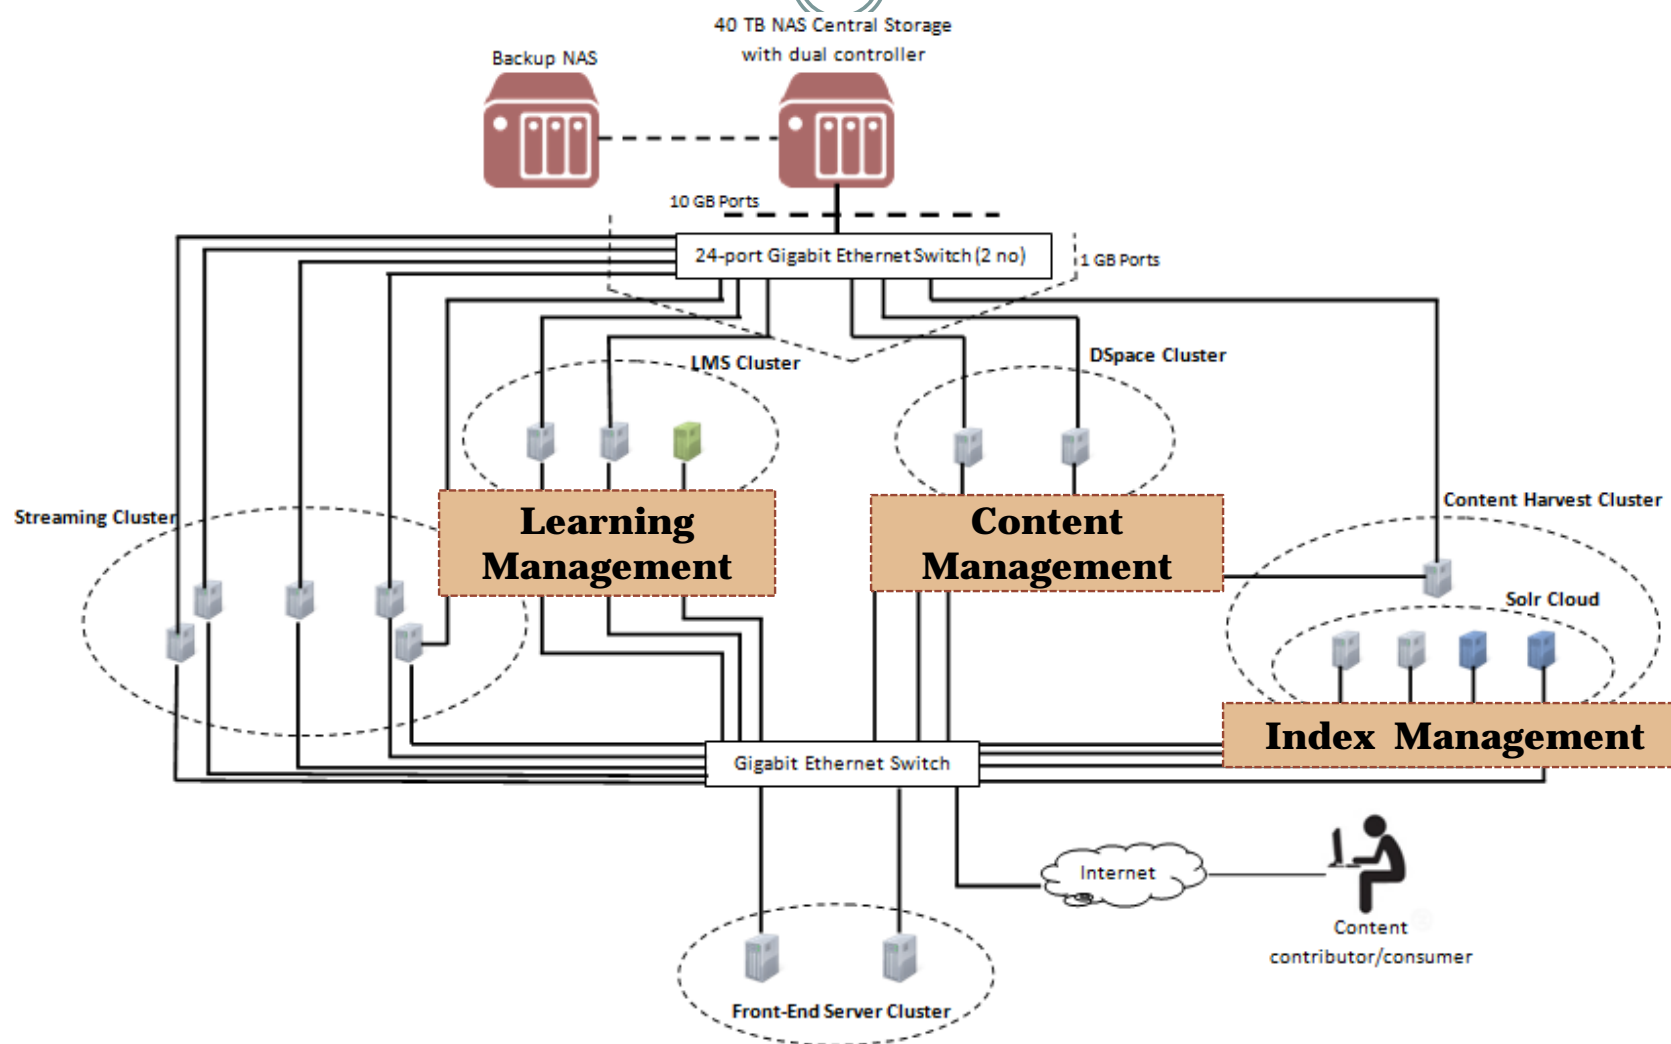 40 TB NAS Central Storage
with dual controller
Backup NAS
10 GB Ports
24-port Gigabit Ethernet Switch (2 no)
1 GB Ports
LMS Cluster
DSpace Cluster
Streaming Cluster
Learning
Management
Content
Management
Content Harvest Cluster
Solr Cloud
Index Management
Gigabit Ethernet Switch
Internet
Content
contributor/consumer
Front-End Server Cluster